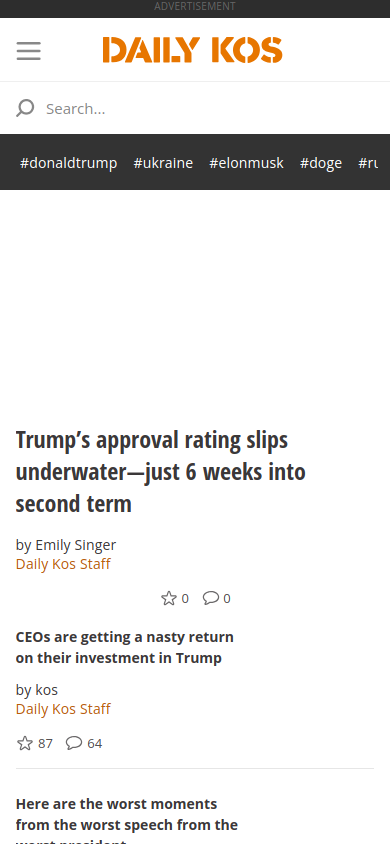 ADVERTISEMENT
DAILY KOS
Search...
#donaldtrump #ukraine #elonmusk #doge
Trump’s approval rating slips
underwater—just 6 weeks into
second term
by Emily Singer
Daily Kos Staff
0 0
CEOs are getting a nasty return
on their investment in Trump
by kos
Daily Kos Staff
87 64
Here are the worst moments
from the worst speech from the
worst president